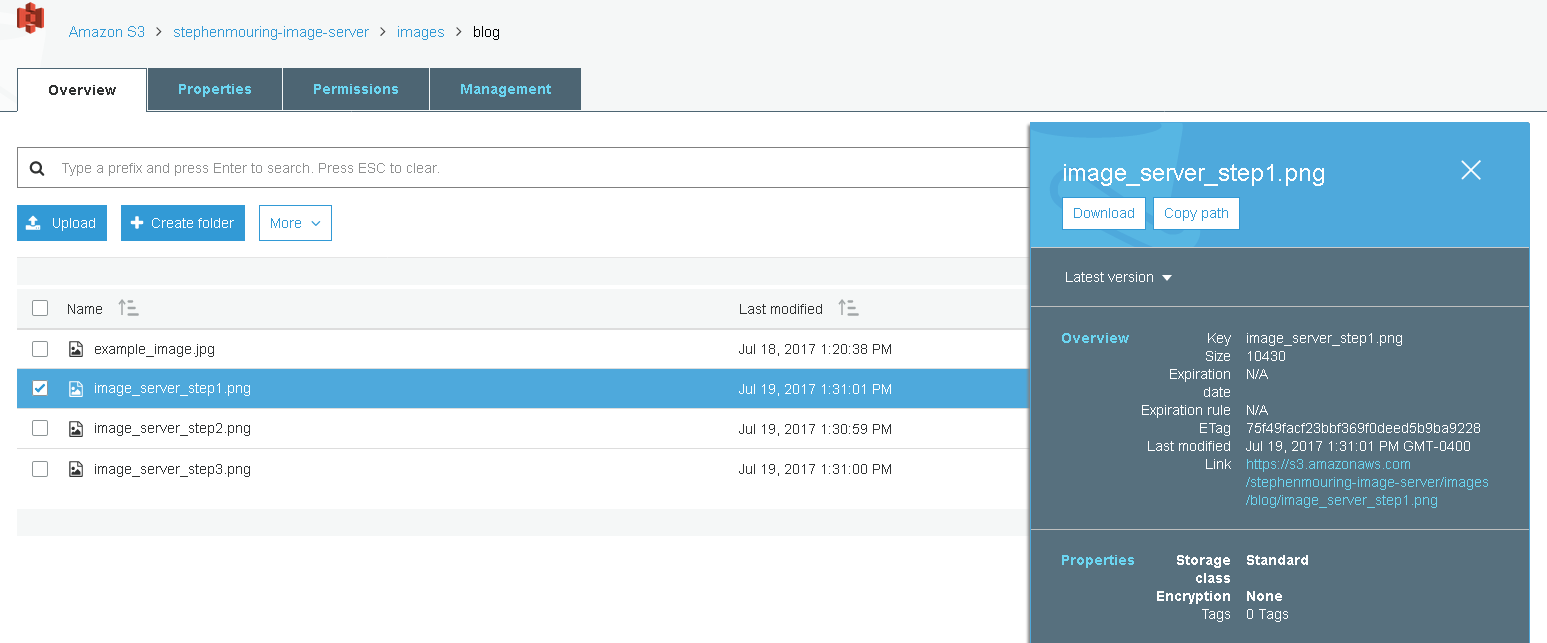 Amazon S3 > stephenmouring-image-server > images > blog
Overview Properties Permissions Management
Type a prefix and press Enter to search. Press ESC to clear.
Upload Create folder More
Name Last modified
example_image.jpg Jul 18, 2017 1:20:38 PM
image_server_step1.png Jul 19, 2017 1:31:01 PM
image_server_step2.png Jul 19, 2017 1:30:59 PM
image_server_step3.png Jul 19, 2017 1:31:00 PM
image_server_step1.png
Download Copy path
Latest version
Overview Key image_server_step1.png
Size 10430
Expiration N/A
date
Expiration rule N/A
ETag 75f49facf23bbf369f0deed5b9ba9228
Last modified Jul 19, 2017 1:31:01 PM GMT-0400
Link https://s3.amazonaws.com
/stephenmouring-image-server/images
/blog/image_server_step1.png
Properties Storage Standard
class
Encryption None
Tags 0 Tags